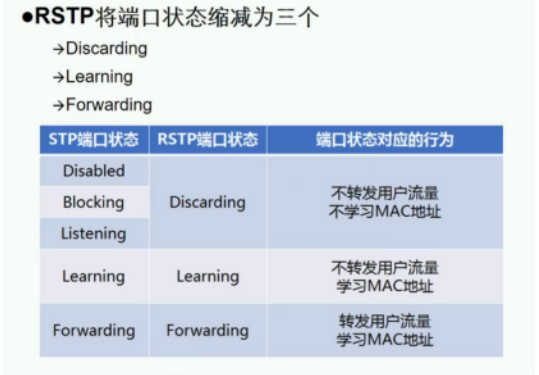 ●RSTP将端口状态缩减为三个
→Discarding
→Learning
→Forwarding
STP端口状态 RSTP端口状态 端口状态对应的行为
Disabled
Blocking
Listening
Discarding
不转发用户流量
不学习MAC地址
Learning
Learning
不转发用户流量
学习MAC地址
Forwarding
Forwarding
转发用户流量
学习MAC地址